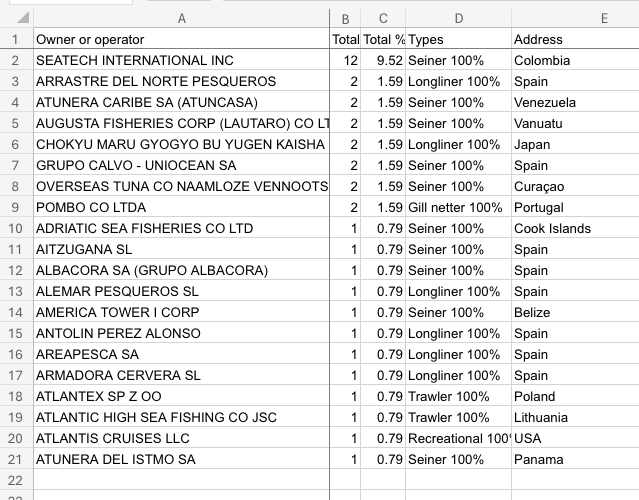 A B C D E
1 Owner or operator Total Total % Types Address
2 SEATECH INTERNATIONAL INC 12 9.52 Seiner 100% Colombia
3 ARRASTRE DEL NORTE PESQUEROS 2 1.59 Longliner 100% Spain
4 ATUNERA CARIBE SA (ATUNCASA) 2 1.59 Seiner 100% Venezuela
5 AUGUSTA FISHERIES CORP (LAUTARO) CO LT 2 1.59 Seiner 100% Vanuatu
6 CHOKYU MARU GYOGYO BU YUGEN KAISHA 2 1.59 Longliner 100% Japan
7 GRUPO CALVO - UNIOCEAN SA 2 1.59 Seiner 100% Spain
8 OVERSEAS TUNA CO NAAMLOZE VENNOOTS 2 1.59 Seiner 100% Curaçao
9 POMBO CO LTDA 2 1.59 Gill netter 100% Portugal
10 ADRIATIC SEA FISHERIES CO LTD 1 0.79 Seiner 100% Cook Islands
11 AITZUGANA SL 1 0.79 Seiner 100% Spain
12 ALBACORA SA (GRUPO ALBACORA) 1 0.79 Seiner 100% Spain
13 ALEMAR PESQUEROS SL 1 0.79 Longliner 100% Spain
14 AMERICA TOWER I CORP 1 0.79 Seiner 100% Belize
15 ANTOLIN PEREZ ALONSO 1 0.79 Longliner 100% Spain
16 AREAPESCA SA 1 0.79 Longliner 100% Spain
17 ARMADORA CERVERA SL 1 0.79 Longliner 100% Spain
18 ATLANTEX SP Z OO 1 0.79 Trawler 100% Poland
19 ATLANTIC HIGH SEA FISHING CO JSC 1 0.79 Trawler 100% Lithuania
20 ATLANTIS CRUISES LLC 1 0.79 Recreational 100% USA
21 ATUNERA DEL ISTMO SA 1 0.79 Seiner 100% Panama
22